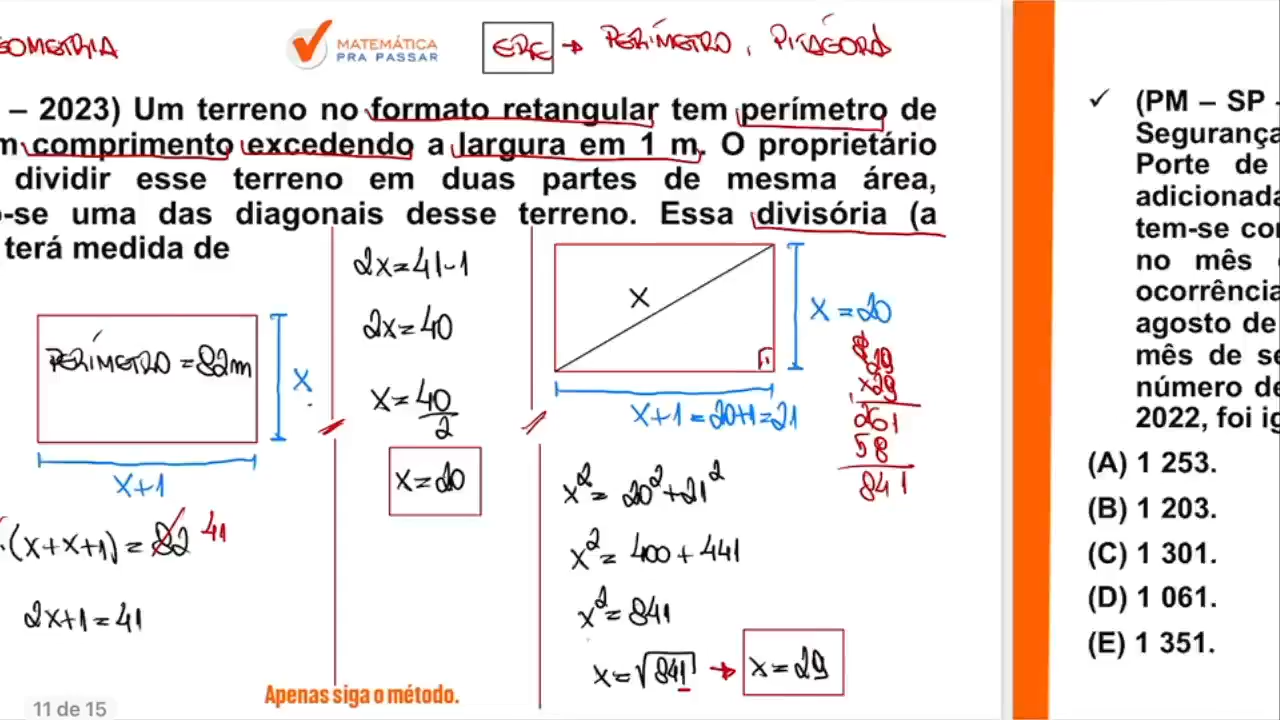 EOMETRIA
MATEMÁTICA
PRA PASSAR
ERE → PERÍMETRO, PITÁGORAS
– 2023) Um terreno no formato retangular tem perímetro de
m comprimento excedendo a largura em 1 m. O proprietário
dividir esse terreno em duas partes de mesma área,
o-se uma das diagonais desse terreno. Essa divisória (a
terá medida de
PERÍMETRO = 82m
X
X+1
(X+X+1) = 82 41
2X+1 = 41
2X = 41-1
2X = 40
X = 40
2
X = 20
X
X = 20
X+1 = 20+1 = 21
29
×29
261
58
841
X² = 20² + 21²
X² = 400 + 441
X² = 841
X = √841 → X = 29
Apenas siga o método.
11 de 15
✓ (PM – SP -
Segurança
Porte de
adicionada
tem-se co
no mês
ocorrência
agosto de
mês de se
número de
2022, foi ig
(A) 1 253.
(B) 1 203.
(C) 1 301.
(D) 1 061.
(E) 1 351.